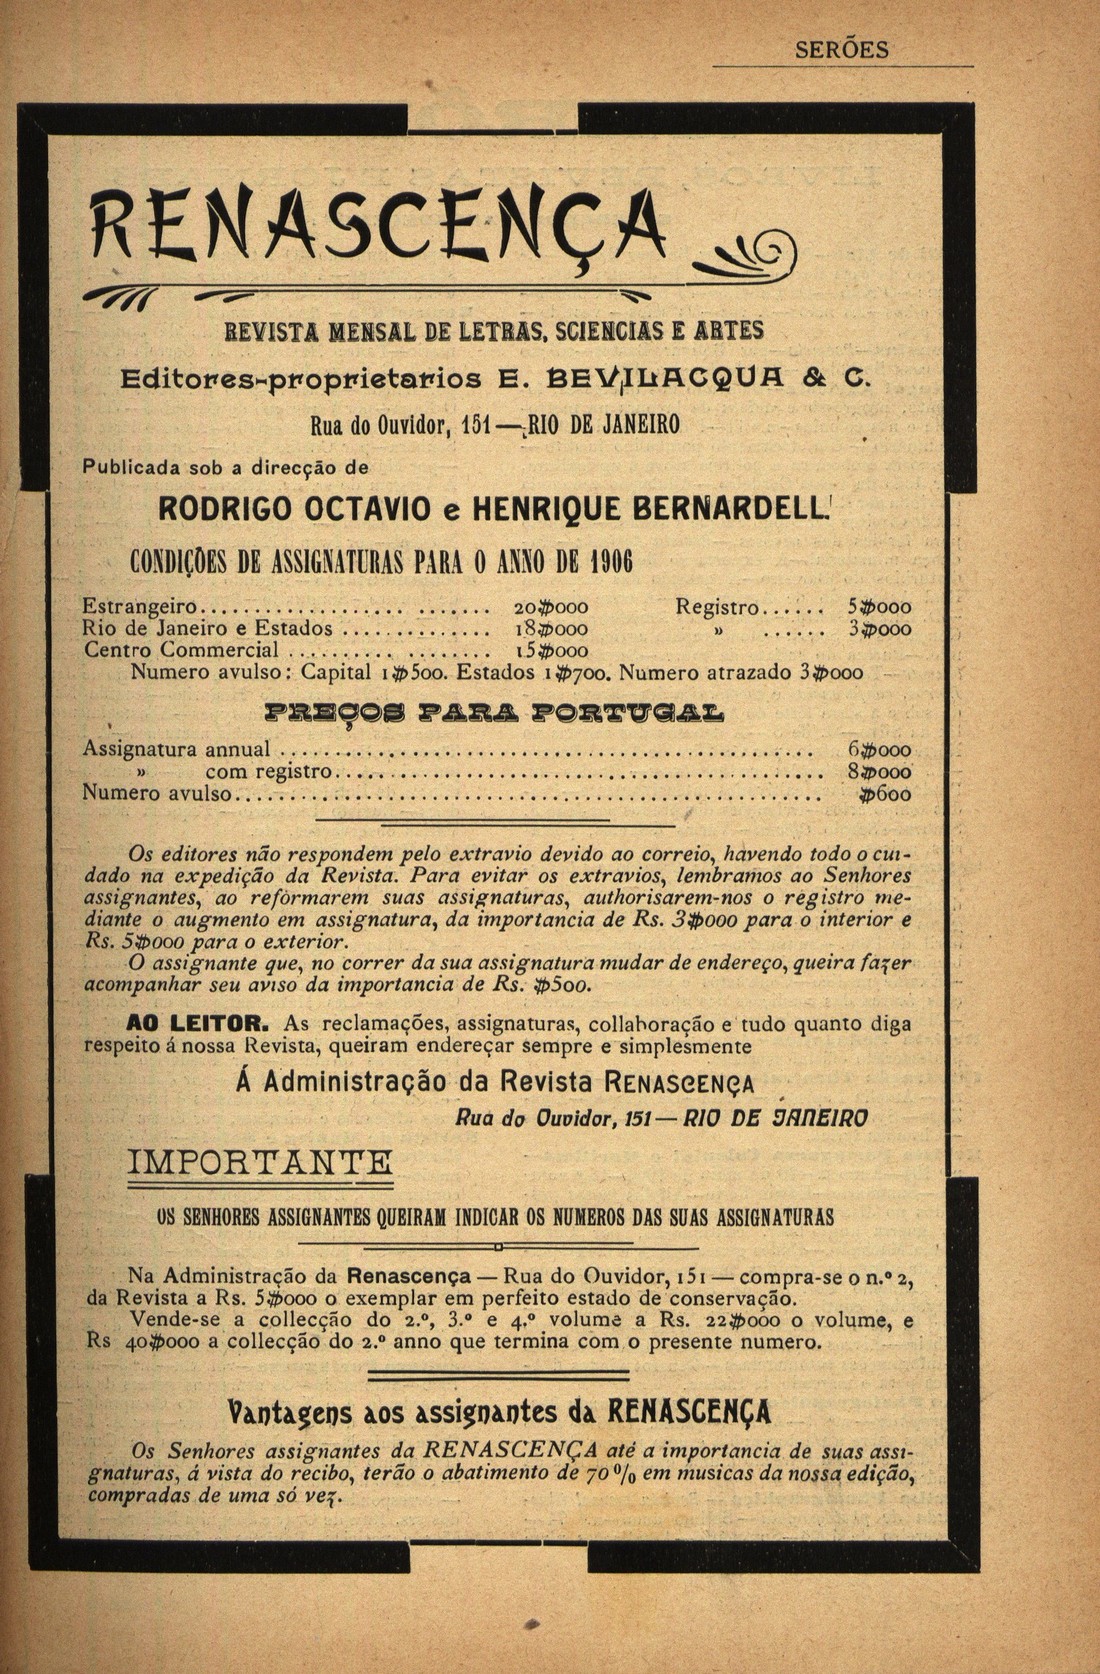 SERÕES
RENASCENÇA
REVISTA MENSAL DE LETRAS, SCIENCIAS E ARTES
Editores-proprietarios E. BEVILACQUA & C.
Rua do Ouvidor, 151 — RIO DE JANEIRO
Publicada sob a direcção de
RODRIGO OCTAVIO e HENRIQUE BERNARDELLI
CONDIÇÕES DE ASSIGNATURAS PARA O ANNO DE 1906
Estrangeiro.................. ....... 20$000 Registro...... 5$000
Rio de Janeiro e Estados ............. 18$000 » ...... 3$000
Centro Commercial .......... ........ 15$000
Numero avulso: Capital 1$500. Estados 1$700. Numero atrazado 3$000
PREÇOS PARA PORTUGAL
Assignatura annual .............................................. 6$000
» com registro.......................................... 8$000
Numero avulso.................................................. $600
Os editores não respondem pelo extravio devido ao correio, havendo todo o cui-
dado na expedição da Revista. Para evitar os extravios, lembramos ao Senhores
assignantes, ao reformarem suas assignaturas, authorisarem-nos o registro me-
diante o augmento em assignatura, da importancia de Rs. 3$000 para o interior e
Rs. 5$000 para o exterior.
O assignante que, no correr da sua assignatura mudar de endereço, queira fazer
acompanhar seu aviso da importancia de Rs. $500.
AO LEITOR. As reclamações, assignaturas, collaboração e tudo quanto diga
respeito á nossa Revista, queiram endereçar sempre e simplesmente
Á Administração da Revista RENASCENÇA
Rua do Ouvidor, 151 — RIO DE JANEIRO
IMPORTANTE
OS SENHORES ASSIGNANTES QUEIRAM INDICAR OS NUMEROS DAS SUAS ASSIGNATURAS
Na Administração da Renascença — Rua do Ouvidor, 151 — compra-se o n.º 2,
da Revista a Rs. 5$000 o exemplar em perfeito estado de conservação.
Vende-se a collecção do 2.º, 3.º e 4.º volume a Rs. 22$000 o volume, e
Rs 40$000 a collecção do 2.º anno que termina com o presente numero.
Vantagens aos assignantes da RENASCENÇA
Os Senhores assignantes da RENASCENÇA até a importancia de suas assi-
gnaturas, á vista do recibo, terão o abatimento de 70 % em musicas da nossa edição,
compradas de uma só vez.